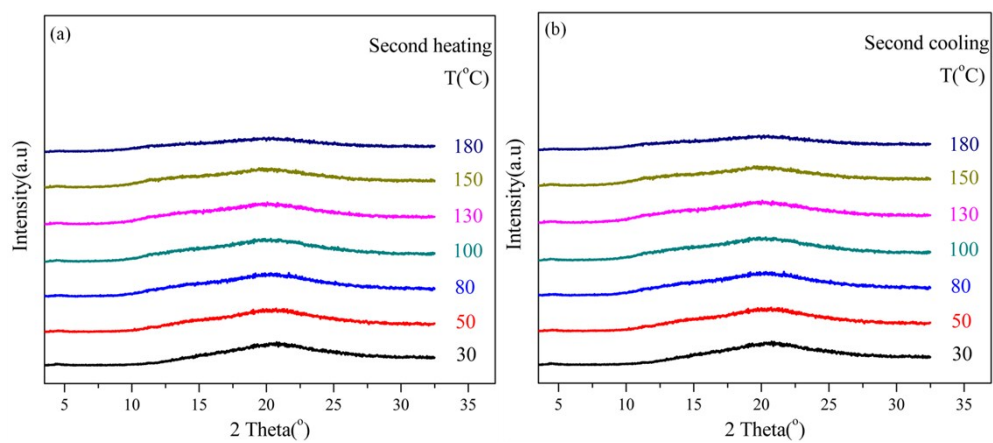 (a)
Second heating
T(°C)
180
150
130
100
80
50
30
Intensity(a.u)
5 10 15 20 25 30 35
2 Theta(°)
(b)
Second cooling
T(°C)
180
150
130
100
80
50
30
Intensity(a.u)
5 10 15 20 25 30 35
2 Theta(°)